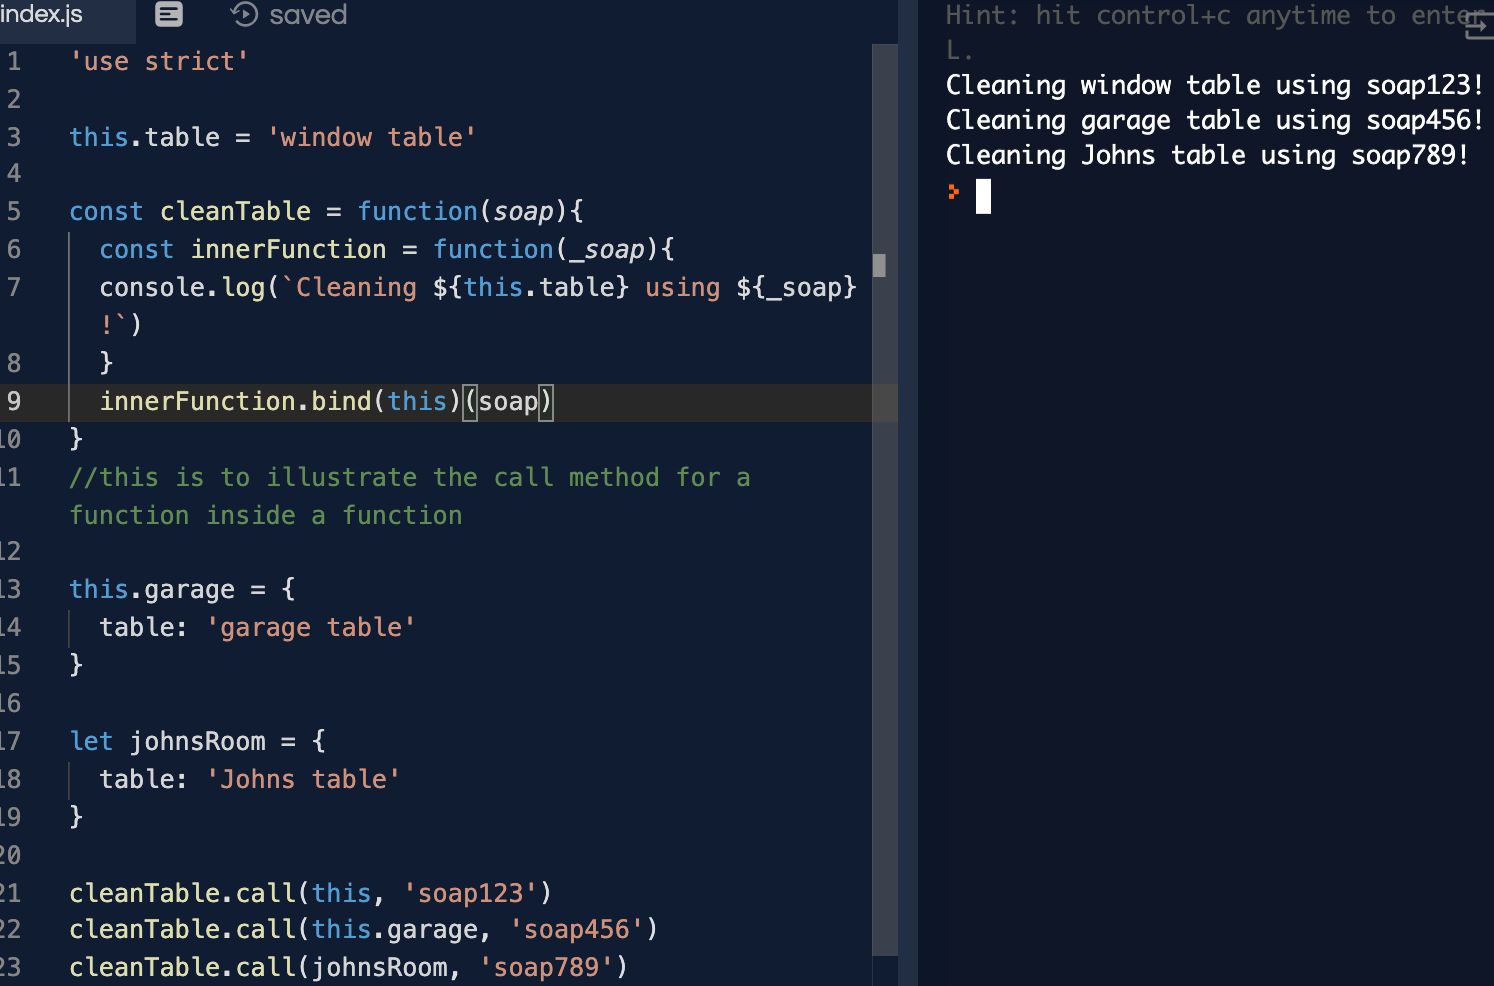 index.js
saved
1 'use strict'
2
3 this.table = 'window table'
4
5 const cleanTable = function(soap){
6 const innerFunction = function(_soap){
7 console.log(`Cleaning ${this.table} using ${_soap}
!`)
8 }
9 innerFunction.bind(this)(soap)
10 }
11 //this is to illustrate the call method for a
function inside a function
12
13 this.garage = {
14 table: 'garage table'
15 }
16
17 let johnsRoom = {
18 table: 'Johns table'
19 }
20
21 cleanTable.call(this, 'soap123')
22 cleanTable.call(this.garage, 'soap456')
23 cleanTable.call(johnsRoom, 'soap789')
Hint: hit control+c anytime to enter
L.
Cleaning window table using soap123!
Cleaning garage table using soap456!
Cleaning Johns table using soap789!